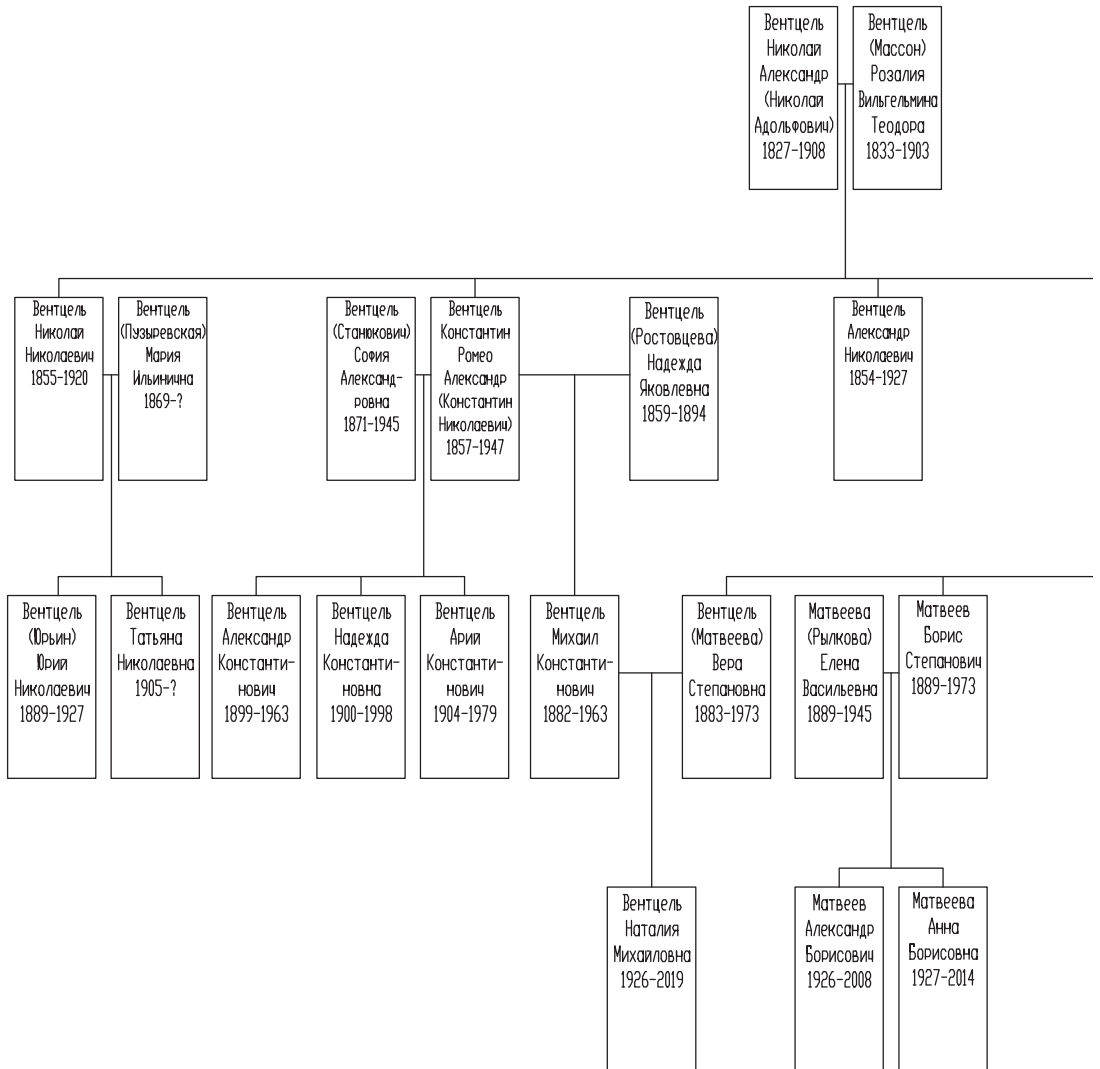 Вентцель
Николай
Александр
(Николай
Адольфович)
1827-1908
Вентцель
(Массон)
Розалия
Вильгельмина
Теодора
1833-1903
Вентцель
Николай
Николаевич
1855-1920
Вентцель
(Пузыревская)
Мария
Ильинична
1869-?
Вентцель
(Станюкович)
София
Александ-
ровна
1871-1945
Вентцель
Константин
Ромео
Александр
(Константин
Николаевич)
1857-1947
Вентцель
(Ростовцева)
Надежда
Яковлевна
1859-1894
Вентцель
Александр
Николаевич
1854-1927
Вентцель
(Юрьин)
Юрий
Николаевич
1889-1927
Вентцель
Татьяна
Николаевна
1905-?
Вентцель
Александр
Константи-
нович
1899-1963
Вентцель
Надежда
Константи-
новна
1900-1998
Вентцель
Арий
Константи-
нович
1904-1979
Вентцель
Михаил
Константи-
нович
1882-1963
Вентцель
(Матвеева)
Вера
Степановна
1883-1973
Матвеева
(Рылкова)
Елена
Васильевна
1889-1945
Матвеев
Борис
Степанович
1889-1973
Вентцель
Наталия
Михайловна
1926-2019
Матвеев
Александр
Борисович
1926-2008
Матвеева
Анна
Борисовна
1927-2014